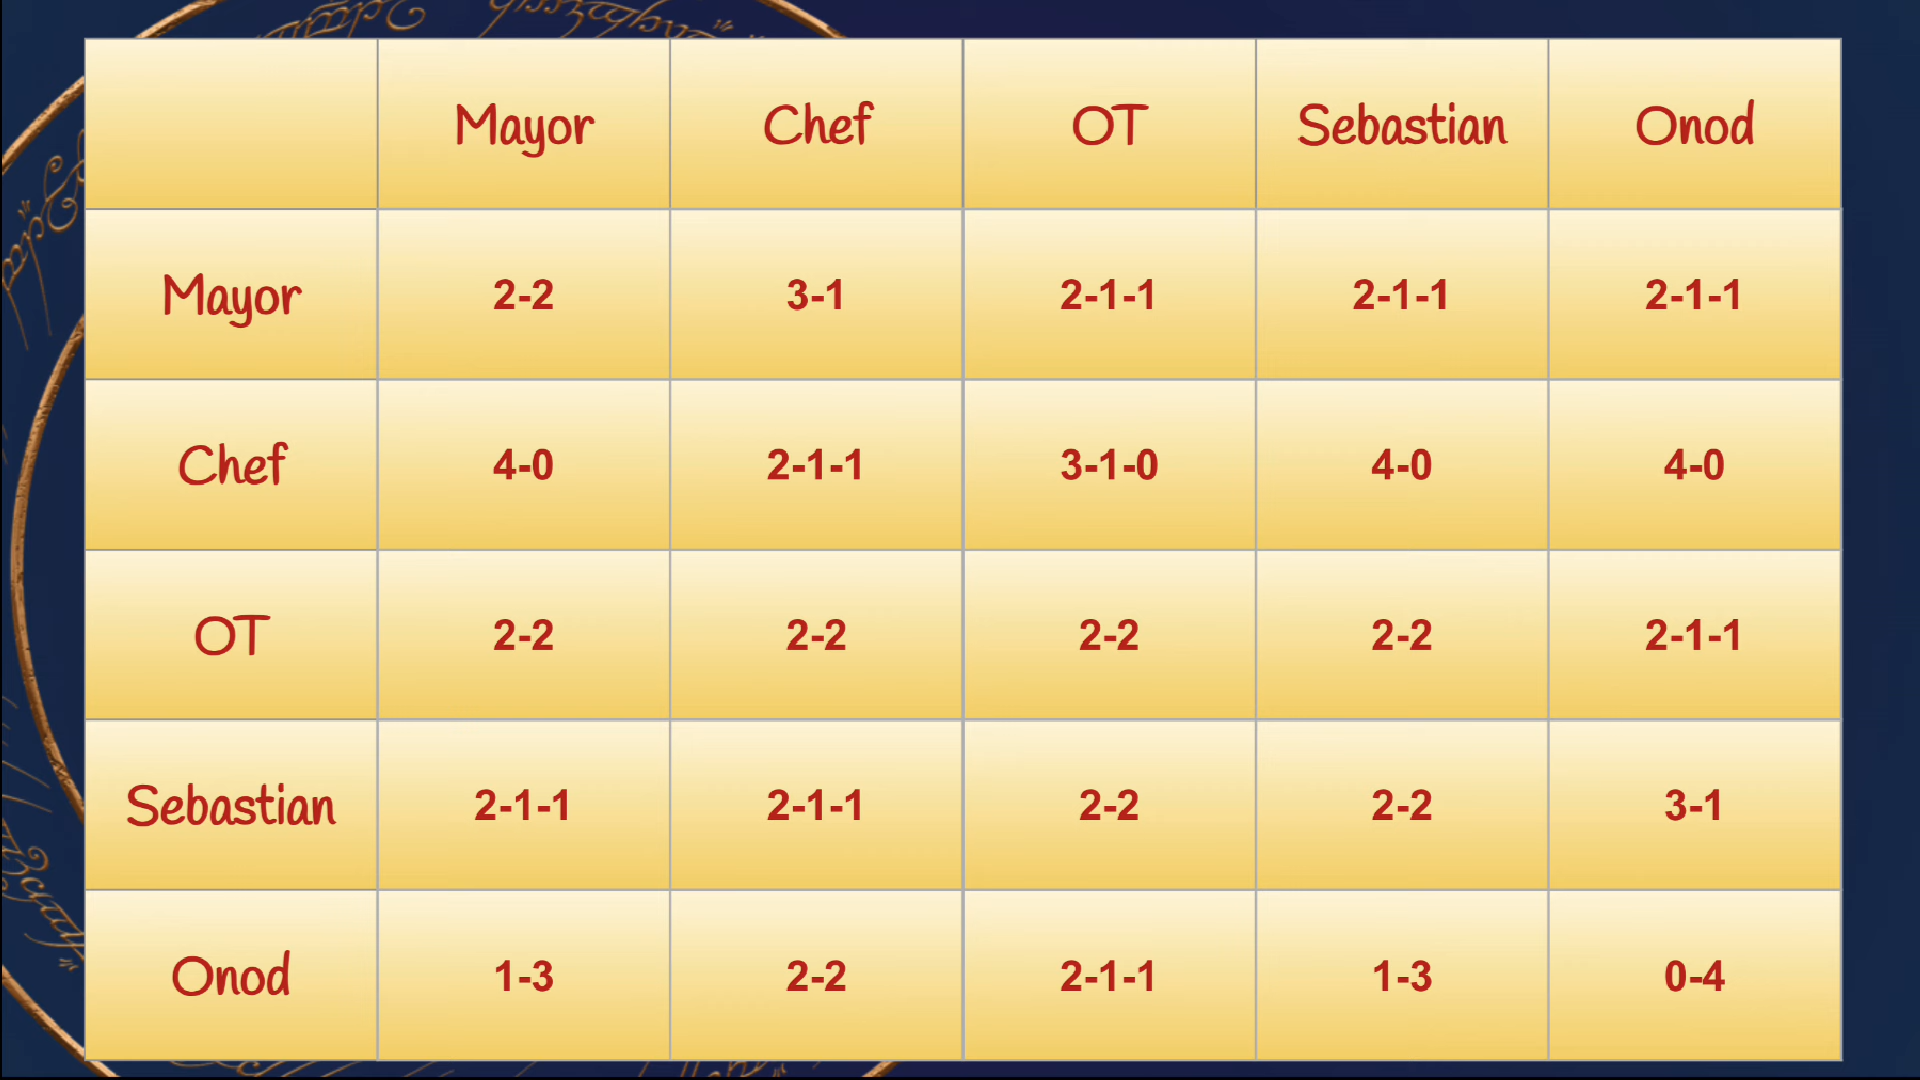 Mayor Chef OT Sebastian Onod
Mayor 2-2 3-1 2-1-1 2-1-1 2-1-1
Chef 4-0 2-1-1 3-1-0 4-0 4-0
OT 2-2 2-2 2-2 2-2 2-1-1
Sebastian 2-1-1 2-1-1 2-2 2-2 3-1
Onod 1-3 2-2 2-1-1 1-3 0-4